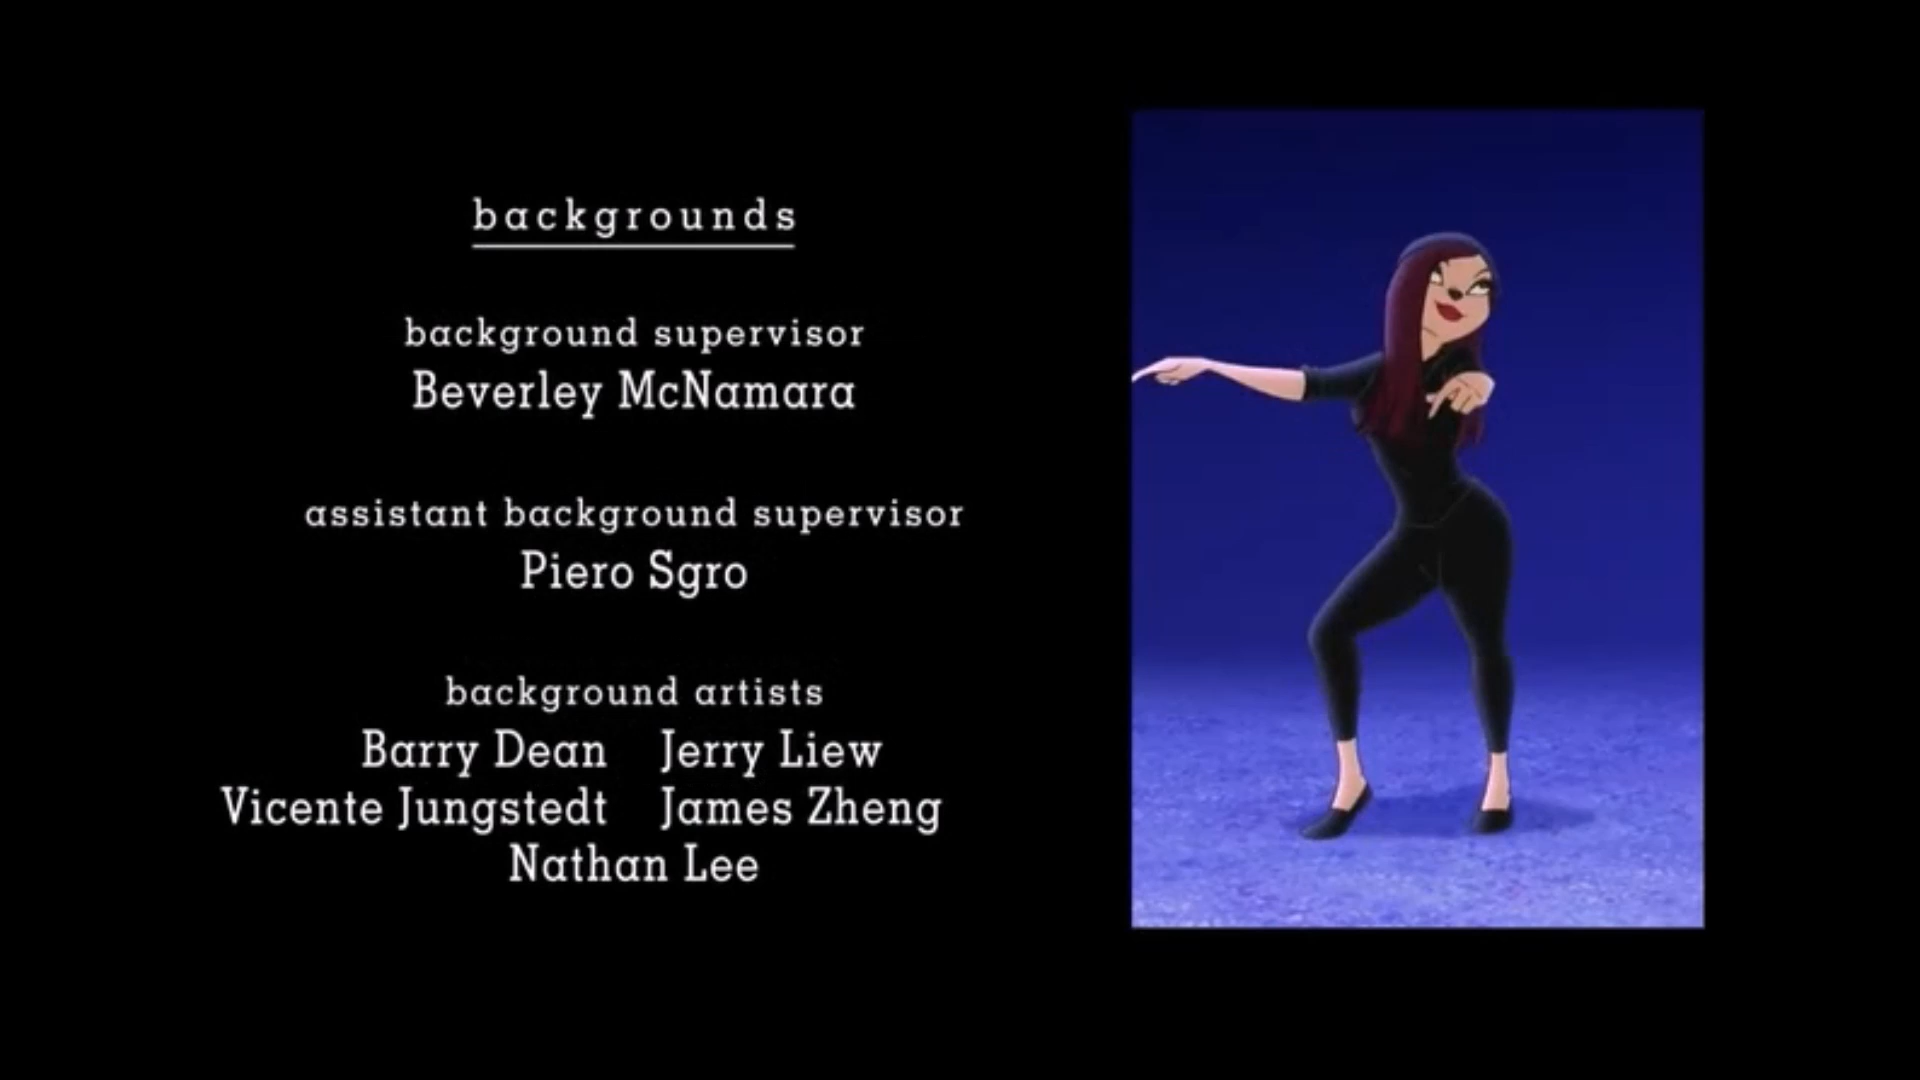 backgrounds
background supervisor
Beverley McNamara
assistant background supervisor
Piero Sgro
background artists
Barry Dean Jerry Liew
Vicente Jungstedt James Zheng
Nathan Lee